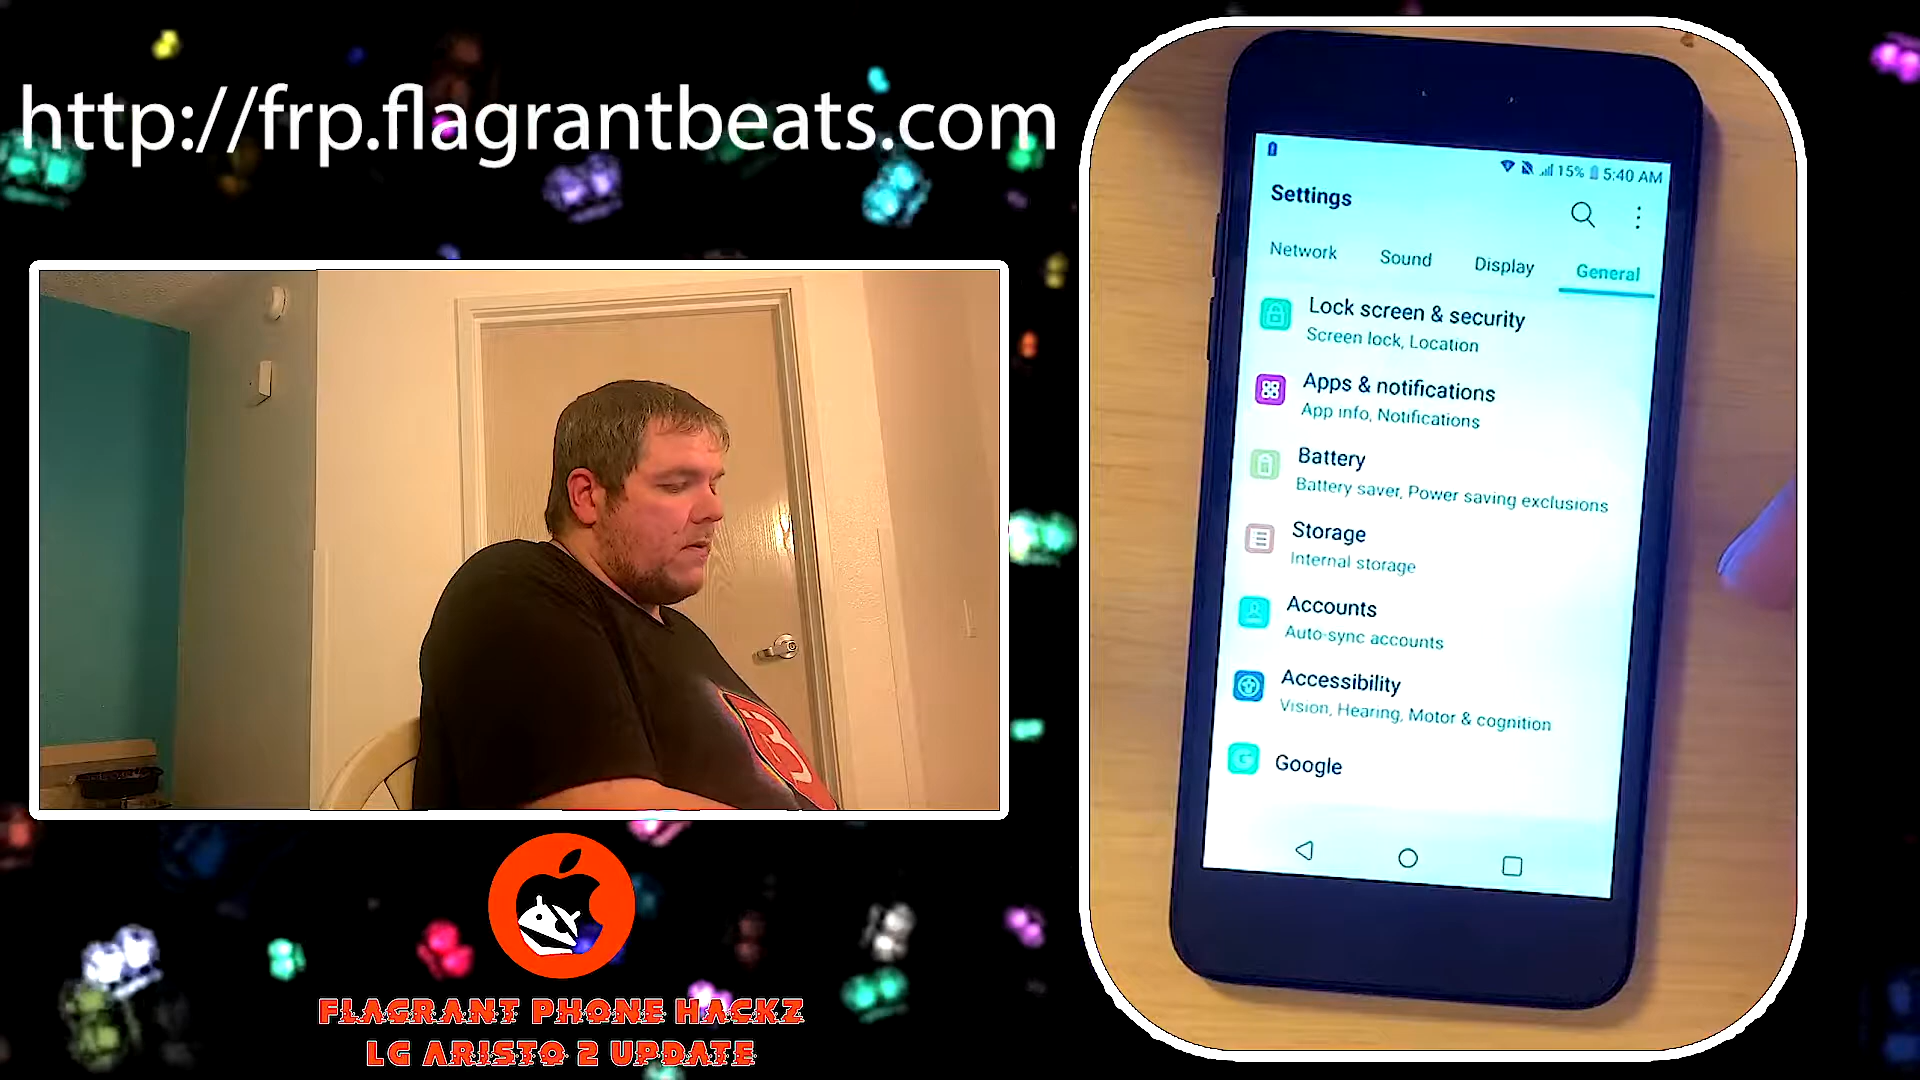 http://frp.flagrantbeats.com
15% 5:40 AM
Settings
Network Sound Display General
Lock screen & security
Screen lock, Location
Apps & notifications
App info, Notifications
Battery
Battery saver, Power saving exclusions
Storage
Internal storage
Accounts
Auto-sync accounts
Accessibility
Vision, Hearing, Motor & cognition
Google
FLAGRANT PHONE HACKZ
LG ARISTO 2 UPDATE